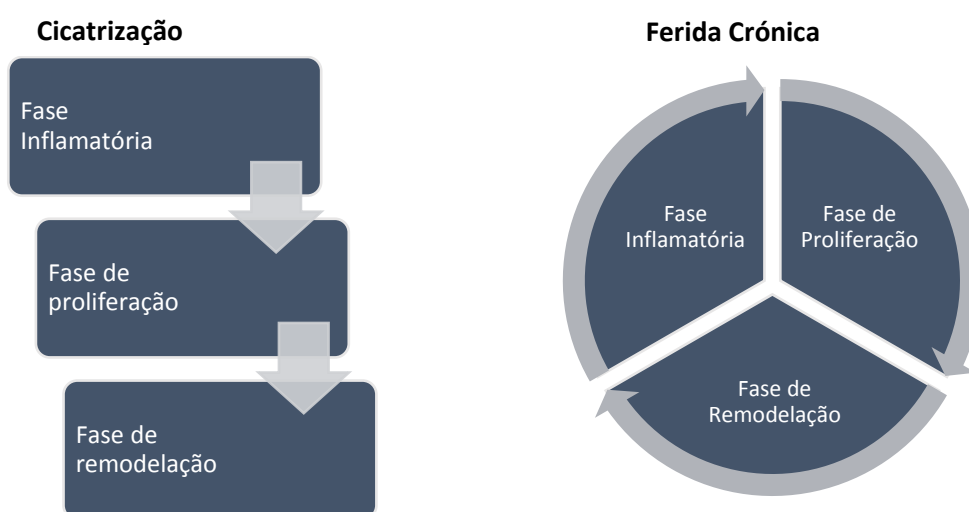 Cicatrização
Fase
Inflamatória
Fase de
proliferação
Fase de
remodelação
Ferida Crónica
Fase
Inflamatória
Fase de
Proliferação
Fase de
Remodelação